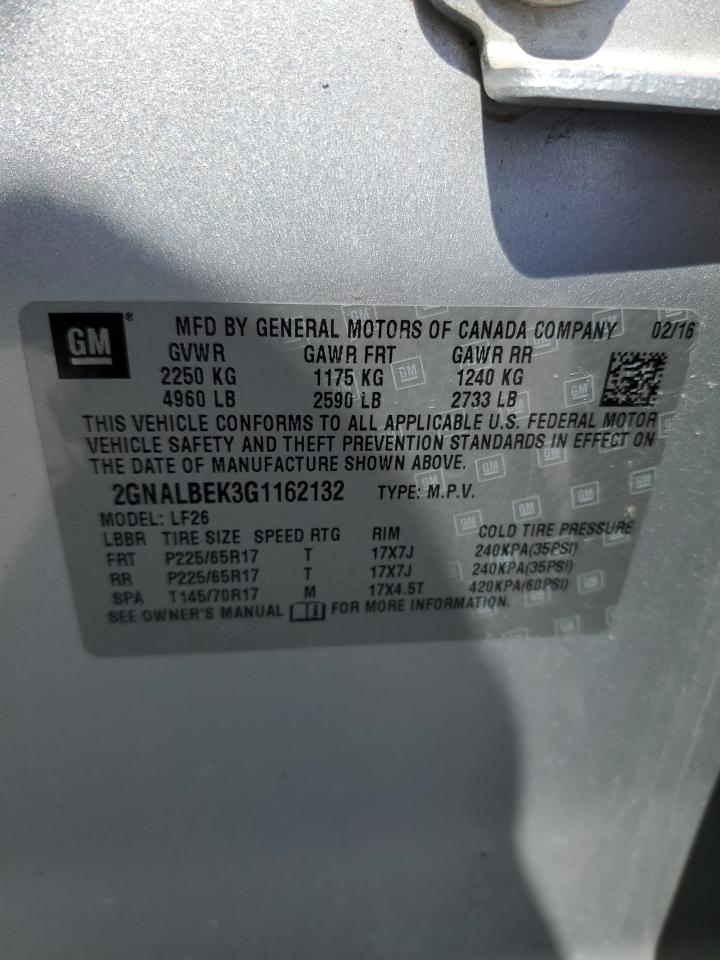 GM® MFD BY GENERAL MOTORS OF CANADA COMPANY 02/16
GVWR GAWR FRT GAWR RR
2250 KG 1175 KG 1240 KG
4960 LB 2590 LB 2733 LB
THIS VEHICLE CONFORMS TO ALL APPLICABLE U.S. FEDERAL MOTOR
VEHICLE SAFETY AND THEFT PREVENTION STANDARDS IN EFFECT ON
THE DATE OF MANUFACTURE SHOWN ABOVE.
2GNALBEK3G1162132 TYPE: M.P.V.
MODEL: LF26
LBBR TIRE SIZE SPEED RTG RIM COLD TIRE PRESSURE
FRT P225/65R17 T 17X7J 240KPA(35PSI)
RR P225/65R17 T 17X7J 240KPA(35PSI)
SPA T145/70R17 M 17X4.5T 420KPA(60PSI)
SEE OWNER'S MANUAL FOR MORE INFORMATION.